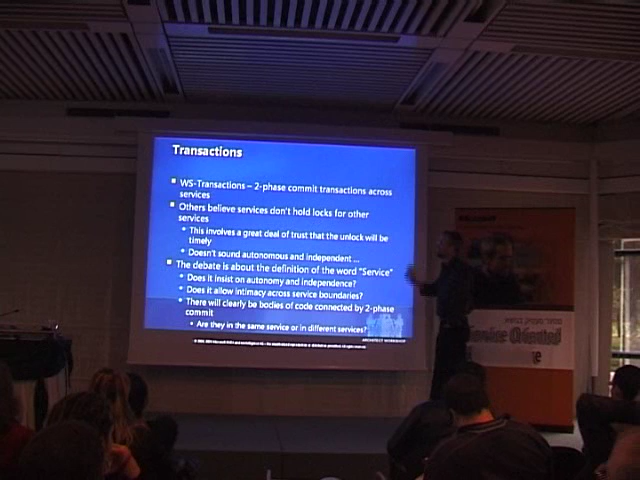 Transactions
WS-Transactions – 2-phase commit transactions across
services
Others believe services don't hold locks for other
services
This involves a great deal of trust that the unlock will be
timely
Doesn't sound autonomous and independent ...
The debate is about the definition of the word "Service"
Does it insist on autonomy and independence?
Does it allow intimacy across service boundaries?
There will clearly be bodies of code connected by 2-phase
commit
Are they in the same service or in different services?
ARCHITECT WORKSHOP
Service Oriented